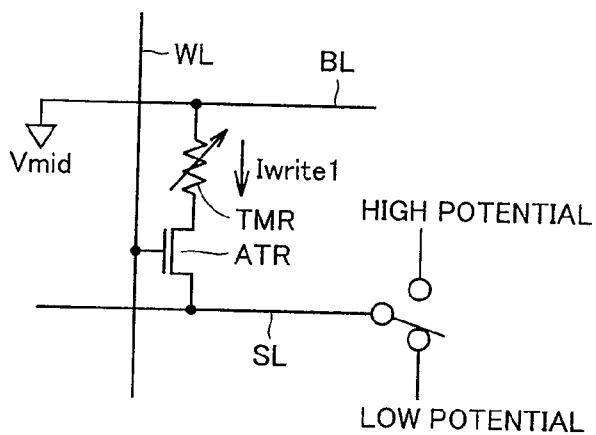 WL
BL
Vmid
Iwrite1
TMR
HIGH POTENTIAL
ATR
SL
LOW POTENTIAL